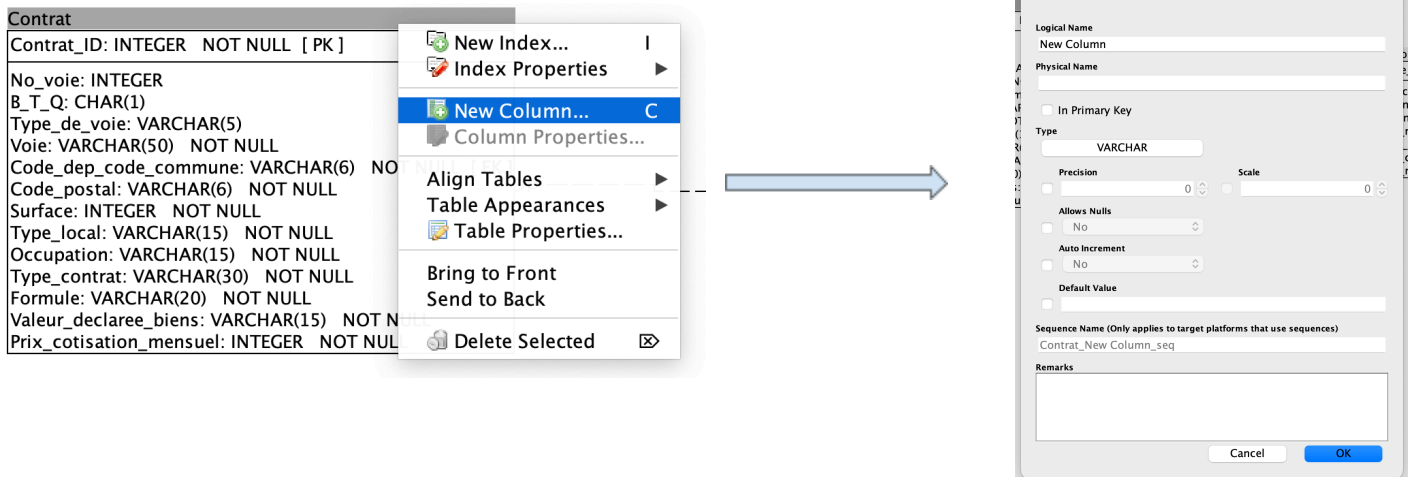 Contrat
Contrat_ID: INTEGER NOT NULL [ PK ]
No_voie: INTEGER
B_T_Q: CHAR(1)
Type_de_voie: VARCHAR(5)
Voie: VARCHAR(50) NOT NULL
Code_dep_code_commune: VARCHAR(6) NOT NULL [ FK ]
Code_postal: VARCHAR(6) NOT NULL
Surface: INTEGER NOT NULL
Type_local: VARCHAR(15) NOT NULL
Occupation: VARCHAR(15) NOT NULL
Type_contrat: VARCHAR(30) NOT NULL
Formule: VARCHAR(20) NOT NULL
Valeur_declaree_biens: VARCHAR(15) NOT NULL
Prix_cotisation_mensuel: INTEGER NOT NULL
New Index... I
Index Properties
New Column... C
Column Properties...
Align Tables
Table Appearances
Table Properties...
Bring to Front
Send to Back
Delete Selected
Logical Name
New Column
Physical Name
In Primary Key
Type
VARCHAR
Precision Scale
0 0
Allows Nulls
No
Auto Increment
No
Default Value
Sequence Name (Only applies to target platforms that use sequences)
Contrat_New Column_seq
Remarks
Cancel OK